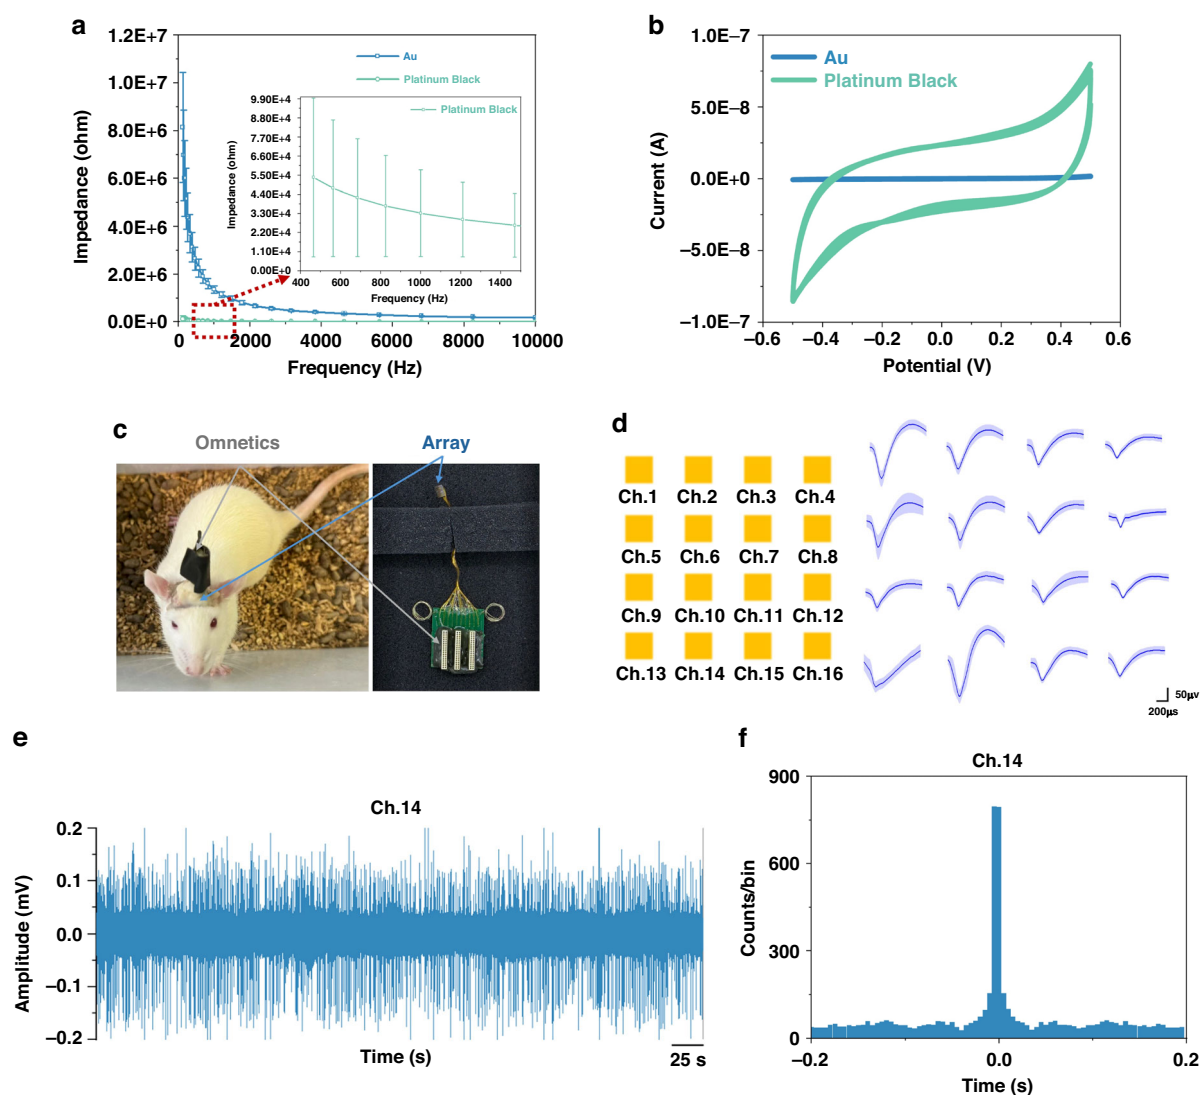 a
1.2E+6
1.0E+7
8.0E+6
6.0E+6
4.0E+6
2.0E+6
0.0E+0
Impedance (ohm)
0
2000
4000
6000
8000
10000
Frequency (Hz)
Au
Platinum Black
9.90E+4
8.80E+4
7.70E+4
6.60E+4
5.50E+4
4.40E+4
3.30E+4
2.20E+4
1.10E+4
0.00E+0
Impedance (ohm)
Platinum Black
400
600
800
1000
1200
1400
Frequency (Hz)
b
1.0E–7
5.0E–8
0.0E+0
–5.0E–8
–1.0E–7
Current (A)
Au
Platinum Black
–0.6
–0.4
–0.2
0.0
0.2
0.4
0.6
Potential (V)
c
Omnetics
Array
d
Ch.1 Ch.2 Ch.3 Ch.4
Ch.5 Ch.6 Ch.7 Ch.8
Ch.9 Ch.10 Ch.11 Ch.12
Ch.13 Ch.14 Ch.15 Ch.16
50μv
200μs
e
Ch.14
0.2
0.1
0.0
–0.1
–0.2
Amplitude (mV)
Time (s)
25 s
f
Ch.14
900
600
300
0
Counts/bin
–0.2
0.0
0.2
Time (s)